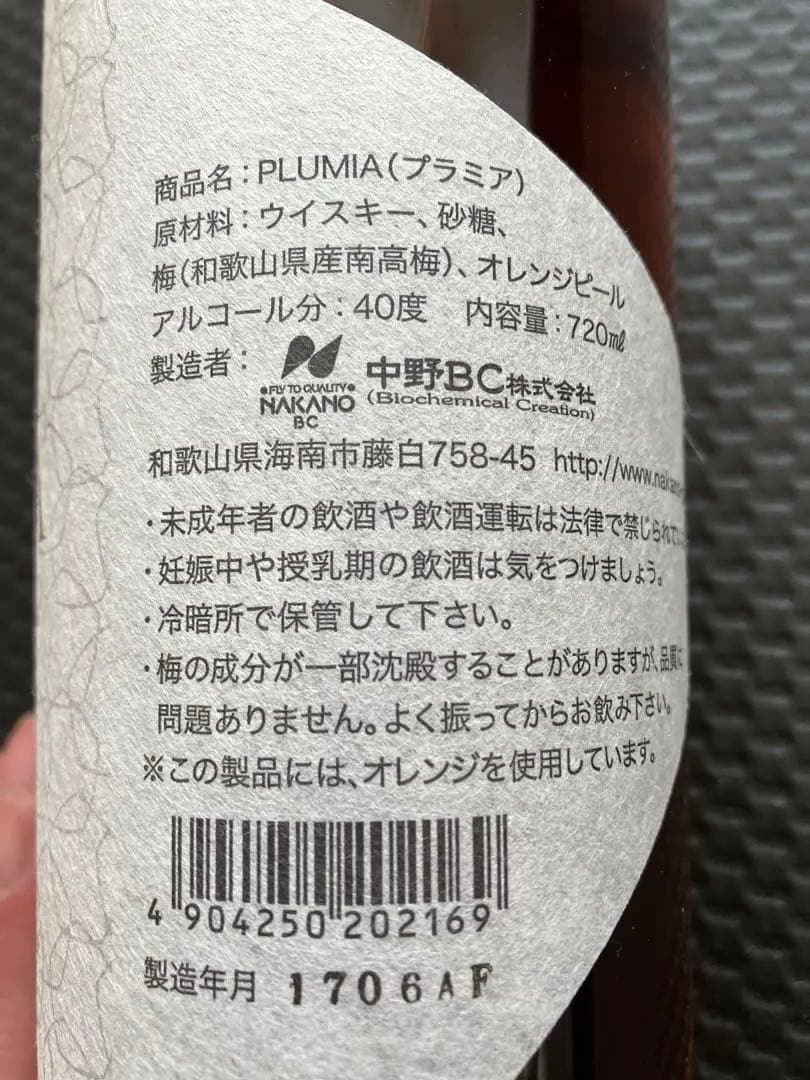 商品名：PLUMIA（プラミア）
原材料：ウイスキー、砂糖、
梅（和歌山県産南高梅）、オレンジピール
アルコール分：40度 内容量：720㎖
製造者：
•FLY TO QUALITY•
NAKANO
BC
中野BC株式会社
(Biochemical Creation)
和歌山県海南市藤白758-45 http://www.nakano-
・未成年者の飲酒や飲酒運転は法律で禁じられてい
・妊娠中や授乳期の飲酒は気をつけましょう。
・冷暗所で保管して下さい。
・梅の成分が一部沈殿することがありますが、品質に
問題ありません。よく振ってからお飲み下さい。
※この製品には、オレンジを使用しています。
4 904250 202169
製造年月 1706AF